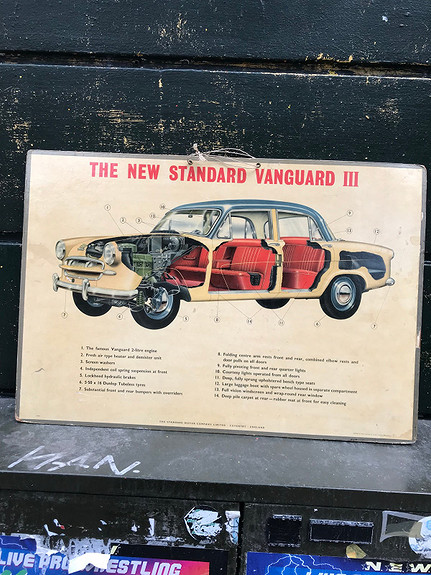 THE NEW STANDARD VANGUARD III
1. The famous Vanguard 2-litre engine
2. Fresh air type heater and demister unit
3. Screen washers
4. Independent coil spring suspension at front
5. Lockheed hydraulic brakes
6. 5·50 x 16 Dunlop Tubeless tyres
7. Substantial front and rear bumpers with overriders
8. Folding centre arm rests front and rear, combined elbow rests and
door pulls on all doors
9. Fully pivoting front and rear quarter lights
10. Courtesy lights operated from all doors
11. Deep, fully sprung upholstered bench type seats
12. Large luggage boot with spare wheel housed in separate compartment
13. Full vision windscreen and wrap-round rear window
14. Deep pile carpet at rear—rubber mat at front for easy cleaning
THE STANDARD MOTOR COMPANY LIMITED · COVENTRY · ENGLAND
LIVE PRO WRESTLING
NEW